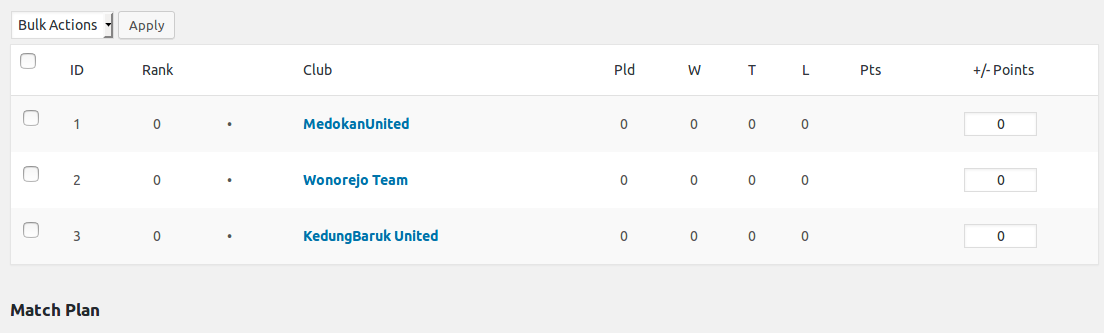 Bulk Actions Apply
ID Rank Club Pld W T L Pts +/- Points
1 0 • MedokanUnited 0 0 0 0 0
2 0 • Wonorejo Team 0 0 0 0 0
3 0 • KedungBaruk United 0 0 0 0 0
Match Plan